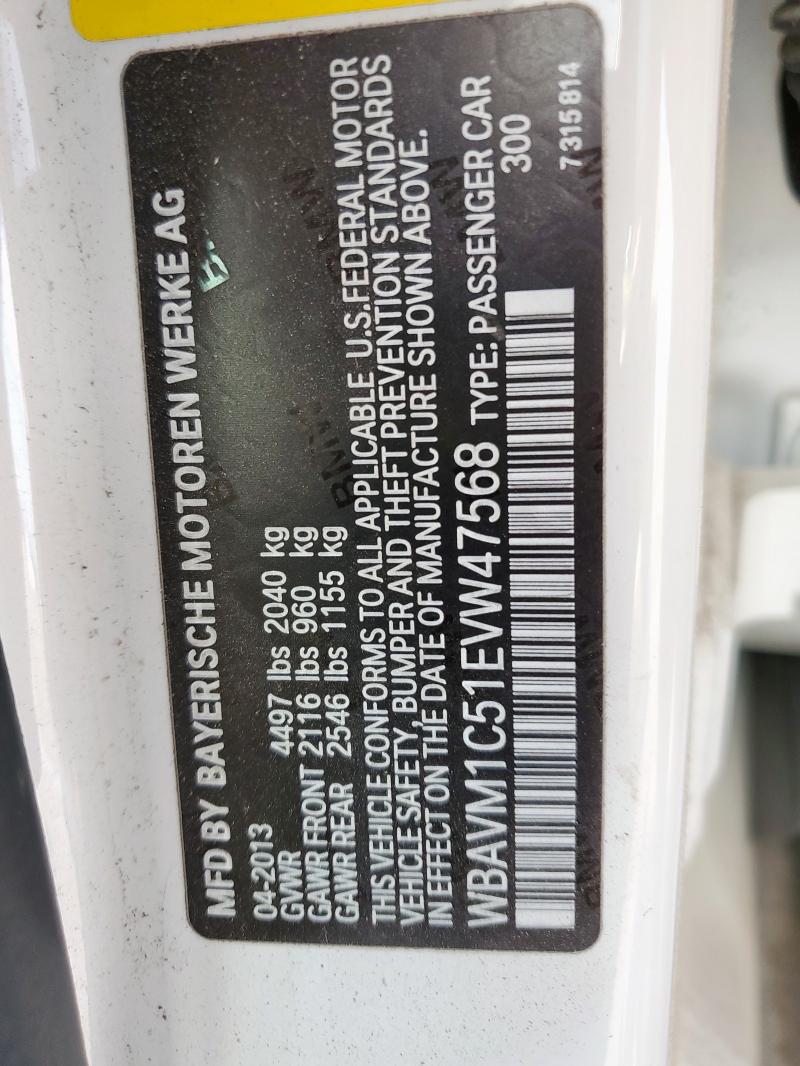 MFD BY BAYERISCHE MOTOREN WERKE AG
04-2013
GVWR 4497 lbs 2040 kg
GAWR FRONT 2116 lbs 960 kg
GAWR REAR 2546 lbs 1155 kg
THIS VEHICLE CONFORMS TO ALL APPLICABLE U.S.FEDERAL MOTOR
VEHICLE SAFETY, BUMPER AND THEFT PREVENTION STANDARDS
IN EFFECT ON THE DATE OF MANUFACTURE SHOWN ABOVE.
WBAVM1C51EVW47568 TYPE: PASSENGER CAR
300
7 315 814